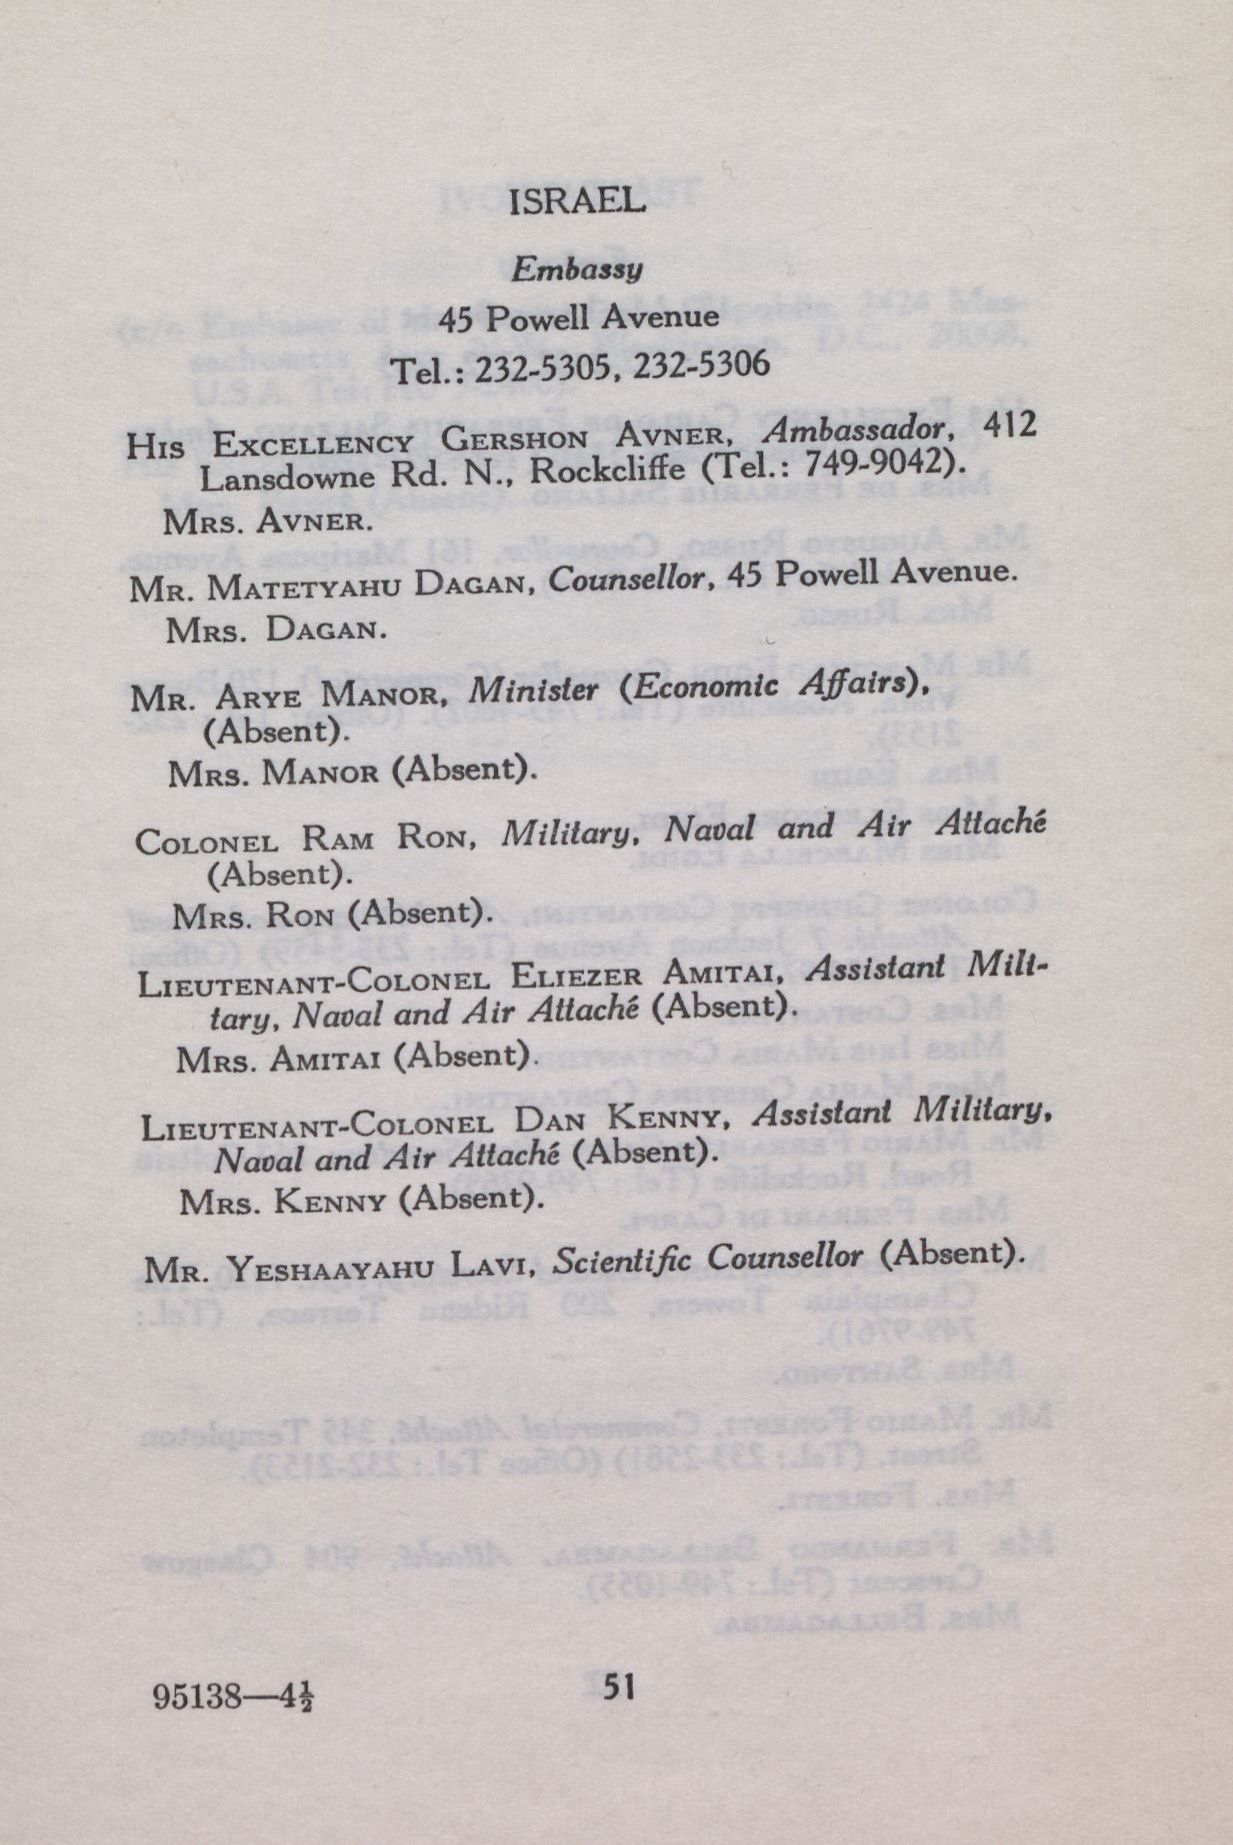 ISRAEL
Embassy
45 Powell Avenue
Tel.: 232-5305, 232-5306
HIS EXCELLENCY GERSHON AVNER, Ambassador, 412
Lansdowne Rd. N., Rockcliffe (Tel.: 749-9042).
MRS. AVNER.
MR. MATETYAHU DAGAN, Counsellor, 45 Powell Avenue.
MRS. DAGAN.
MR. ARYE MANOR, Minister (Economic Affairs),
(Absent).
MRS. MANOR (Absent).
COLONEL RAM RON, Military, Naval and Air Attaché
(Absent).
MRS. RON (Absent).
LIEUTENANT-COLONEL ELIEZER AMITAI, Assistant Mili-
tary, Naval and Air Attaché (Absent).
MRS. AMITAI (Absent).
LIEUTENANT-COLONEL DAN KENNY, Assistant Military,
Naval and Air Attaché (Absent).
MRS. KENNY (Absent).
MR. YESHAAYAHU LAVI, Scientific Counsellor (Absent).
95138—4½
51